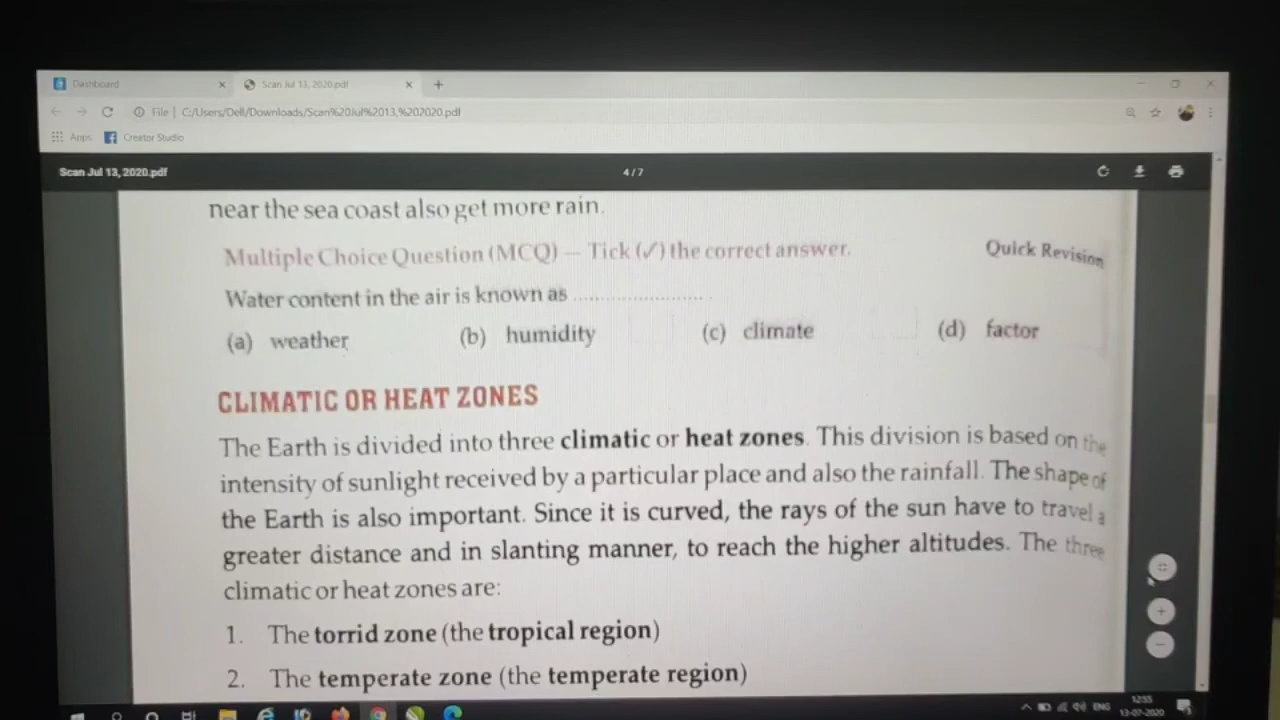 Dashboard
Scan Jul 13, 2020.pdf
File | C:/Users/Dell/Downloads/Scan%20Jul%2013,%202020.pdf
Apps Creator Studio
Scan Jul 13, 2020.pdf 4 / 7
near the sea coast also get more rain.
Multiple Choice Question (MCQ) — Tick (✓) the correct answer. Quick Revision
Water content in the air is known as ........................ .
(a) weather (b) humidity (c) climate (d) factor
CLIMATIC OR HEAT ZONES
The Earth is divided into three climatic or heat zones. This division is based on the
intensity of sunlight received by a particular place and also the rainfall. The shape of
the Earth is also important. Since it is curved, the rays of the sun have to travel a
greater distance and in slanting manner, to reach the higher altitudes. The three
climatic or heat zones are:
1. The torrid zone (the tropical region)
2. The temperate zone (the temperate region)
ENG
12:55
13-07-2020